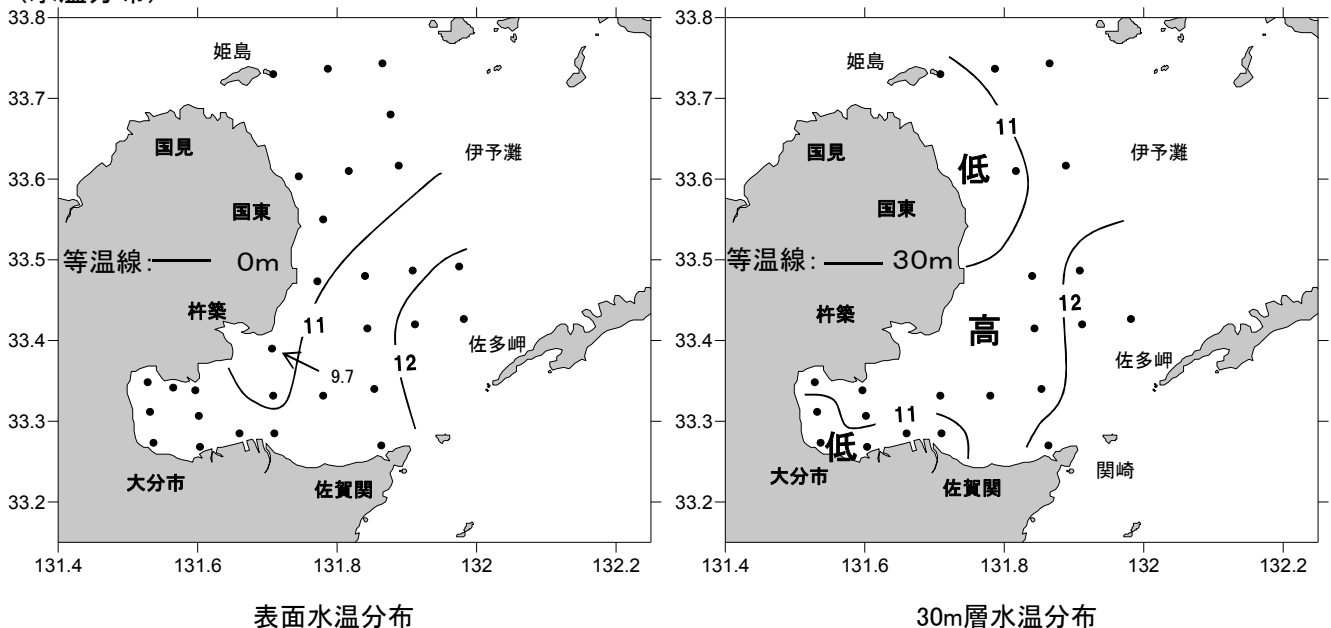 (水温分布)
33.8
33.7
33.6
33.5
33.4
33.3
33.2
131.4
131.6
131.8
132
132.2
姫島
国見
国東
伊予灘
等温線: 0m
杵築
11
12
9.7
佐多岬
大分市
佐賀関
表面水温分布
33.8
33.7
33.6
33.5
33.4
33.3
33.2
131.4
131.6
131.8
132
132.2
姫島
11
国見
低
伊予灘
国東
等温線: 30m
12
杵築
高
佐多岬
11
低
大分市
佐賀関
関崎
30m層水温分布